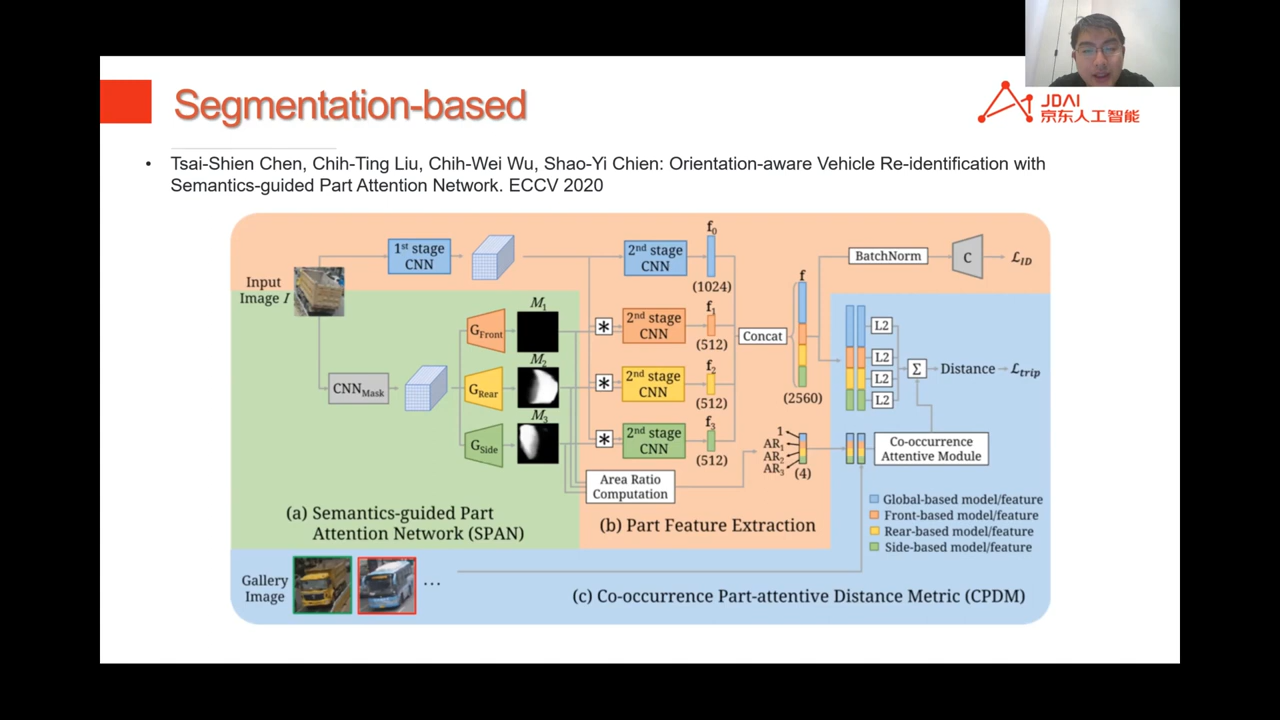 Segmentation-based
JDAI
京东人工智能
• Tsai-Shien Chen, Chih-Ting Liu, Chih-Wei Wu, Shao-Yi Chien: Orientation-aware Vehicle Re-identification with
Semantics-guided Part Attention Network. ECCV 2020
Input
Image I
1st stage
CNN
2nd stage
CNN
f0
(1024)
BatchNorm
C
ℒID
CNNMask
GFront
M1
*
2nd stage
CNN
f1
(512)
GRear
M2
*
2nd stage
CNN
f2
(512)
GSide
M3
*
2nd stage
CNN
f3
(512)
Concat
f
(2560)
L2
L2
L2
L2
Σ
Distance
ℒtrip
Area Ratio
Computation
1
AR1
AR2
AR3
(4)
Co-occurrence
Attentive Module
(a) Semantics-guided Part
Attention Network (SPAN)
(b) Part Feature Extraction
Global-based model/feature
Front-based model/feature
Rear-based model/feature
Side-based model/feature
Gallery
Image
...
(c) Co-occurrence Part-attentive Distance Metric (CPDM)